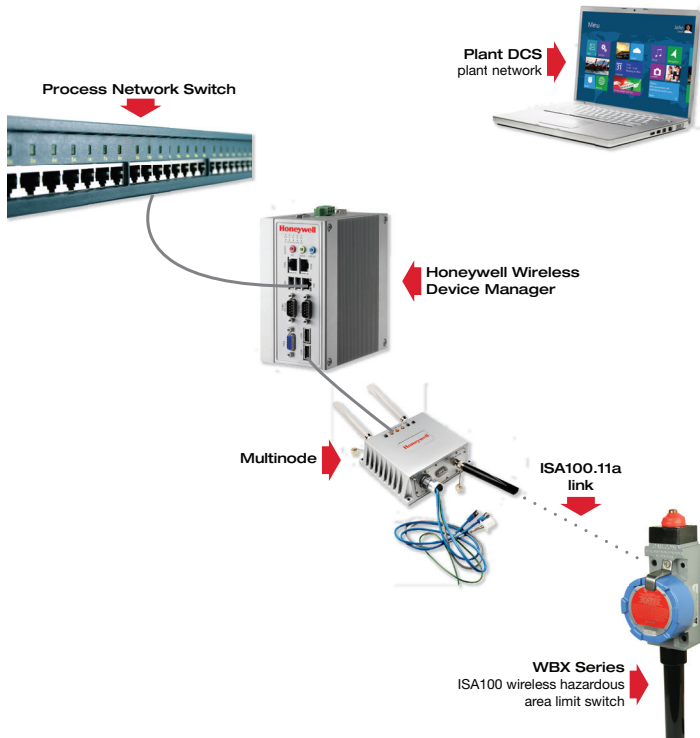 Plant DCS
plant network
Menu
Process Network Switch
Honeywell
Honeywell Wireless
Device Manager
Multinode
Honeywell
ISA100.11a
link
WBX Series
ISA100 wireless hazardous
area limit switch